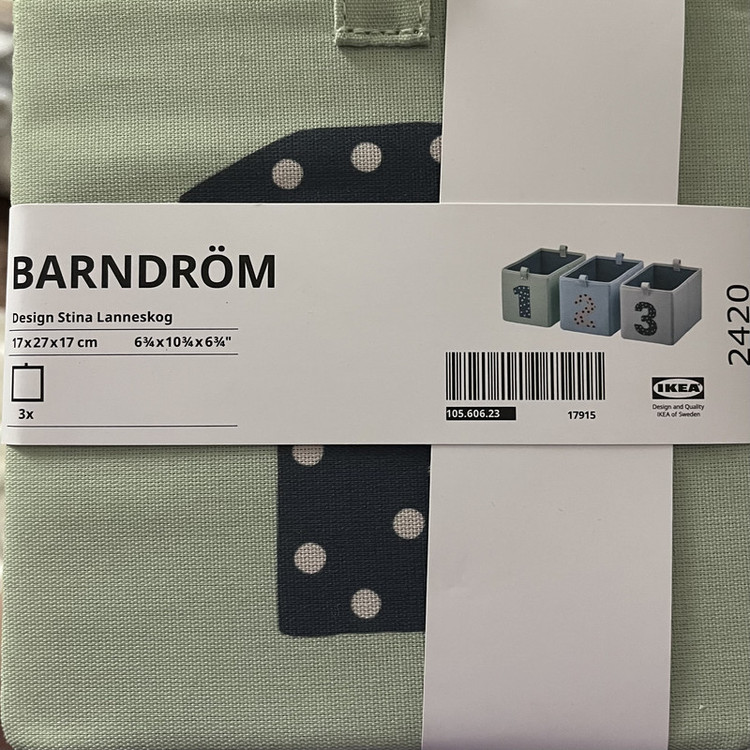 BARNDRÖM
Design Stina Lanneskog
17x27x17 cm 6¾x10¾x6¾"
3x
1
2
3
105.606.23
17915
IKEA
Design and Quality
IKEA of Sweden
2420